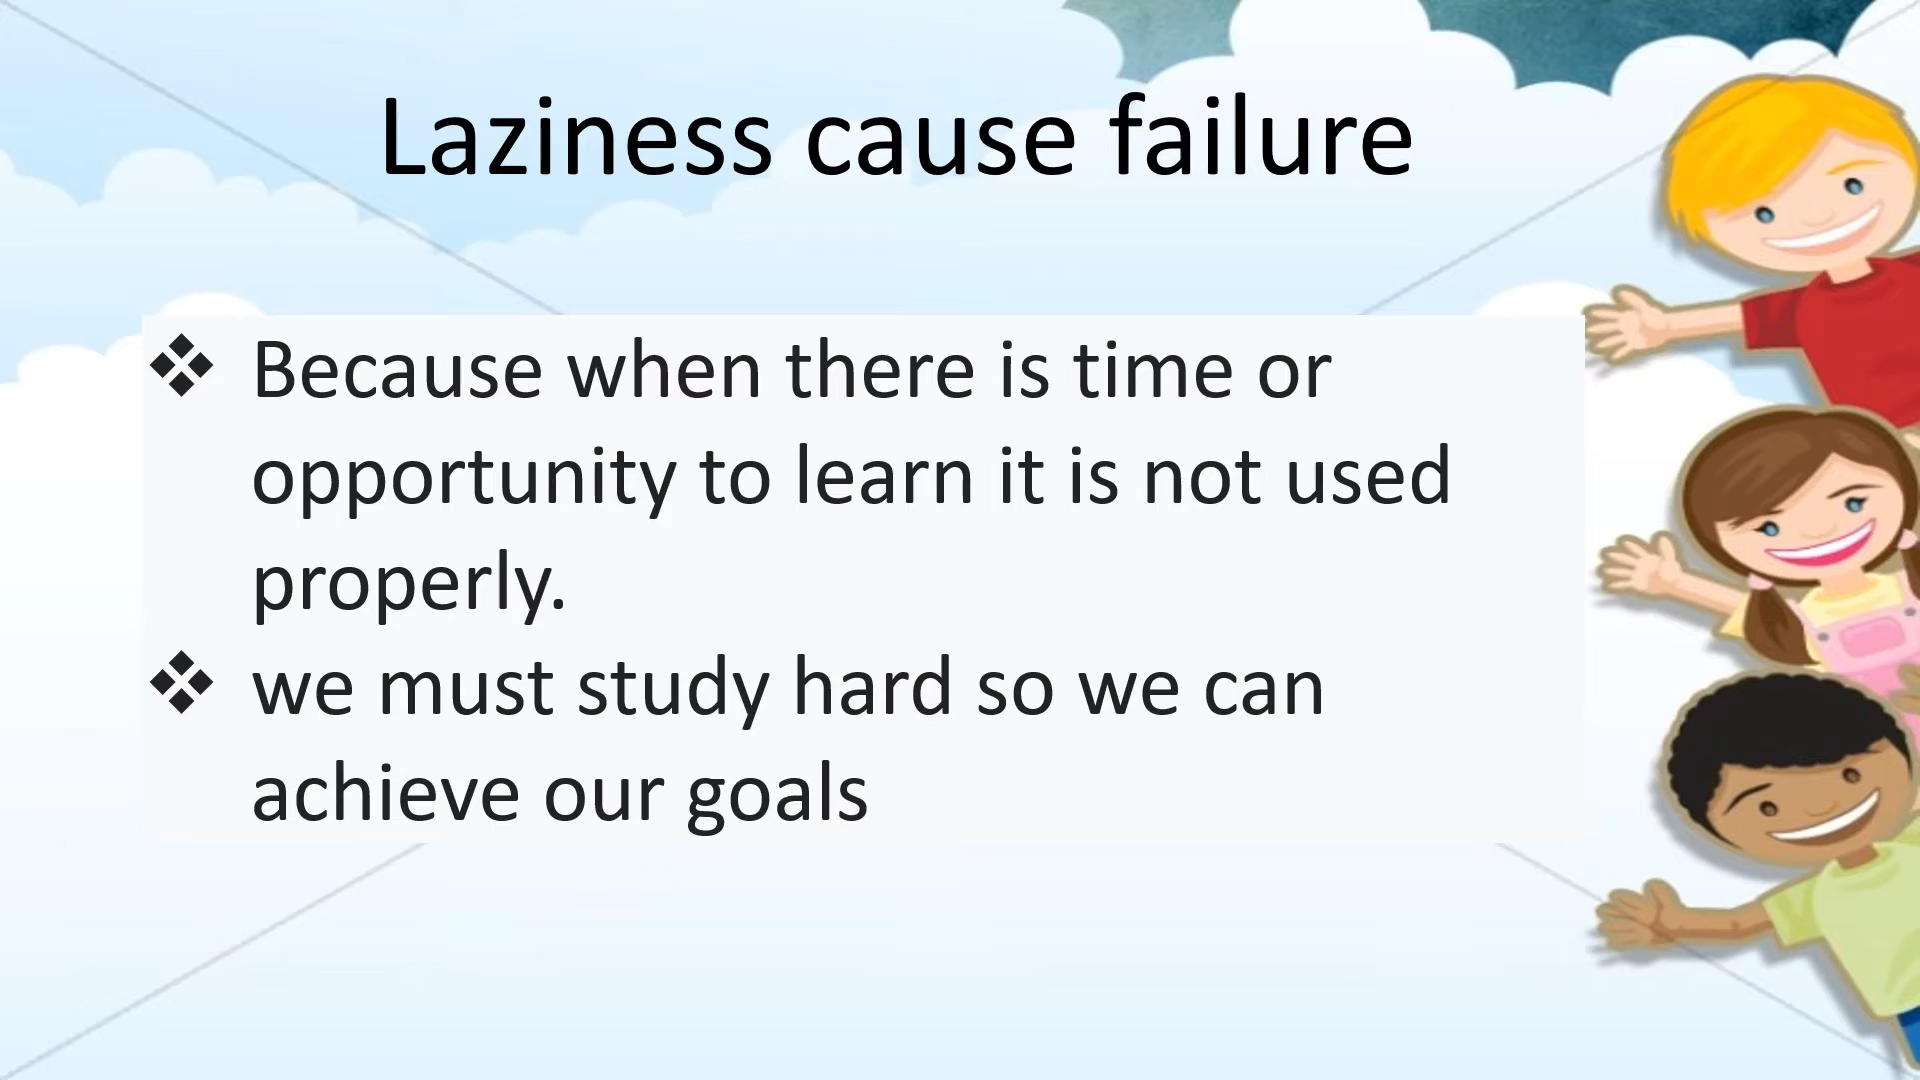 Laziness cause failure
❖ Because when there is time or
opportunity to learn it is not used
properly.
❖ we must study hard so we can
achieve our goals